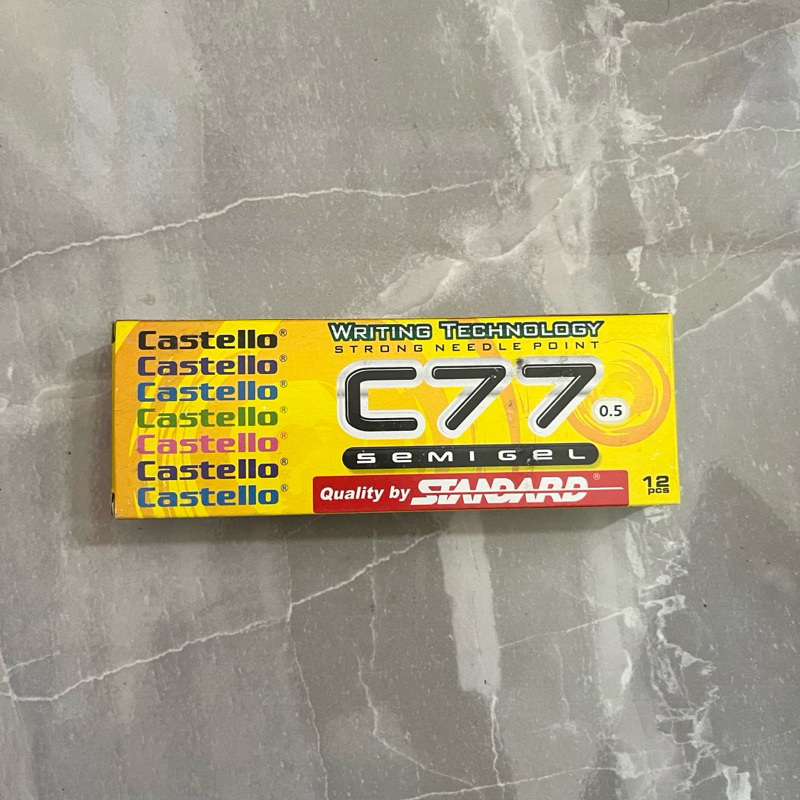 Castello®
Castello®
Castello®
Castello®
Castello®
Castello®
Castello®
WRITING TECHNOLOGY
STRONG NEEDLE POINT
C77
0.5
SEMI GEL
Quality by STANDARD®
12
pcs